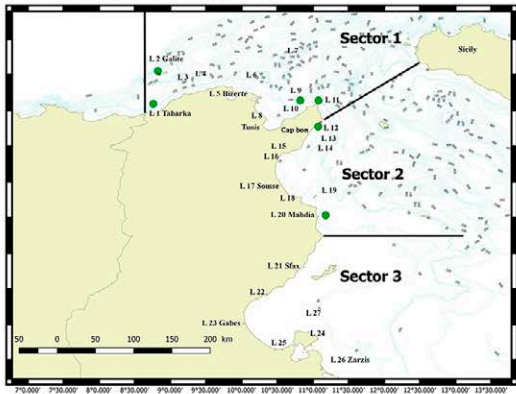 Sector 1
Sicily
L 7
L 2 Galite
L 3
L 4
L 6
L 5 Bizerte
L 9
L 10
L 11
L 1 Tabarka
L 8
Tunis
Cap bon
L 12
L 13
L 14
L 15
L 16
Sector 2
L 17 Sousse
L 18
L 19
L 20 Mahdia
L 21 Sfax
Sector 3
L 22
L 27
L 23 Gabes
L 24
L 25
L 26 Zarzis
50 0 50 100 150 200 km
7°0.000' 7°30.000' 8°0.000' 8°30.000' 9°0.000' 9°30.000' 10°0.000' 10°30.000' 11°0.000' 11°30.000' 12°0.000' 12°30.000' 13°0.000' 13°30.000'